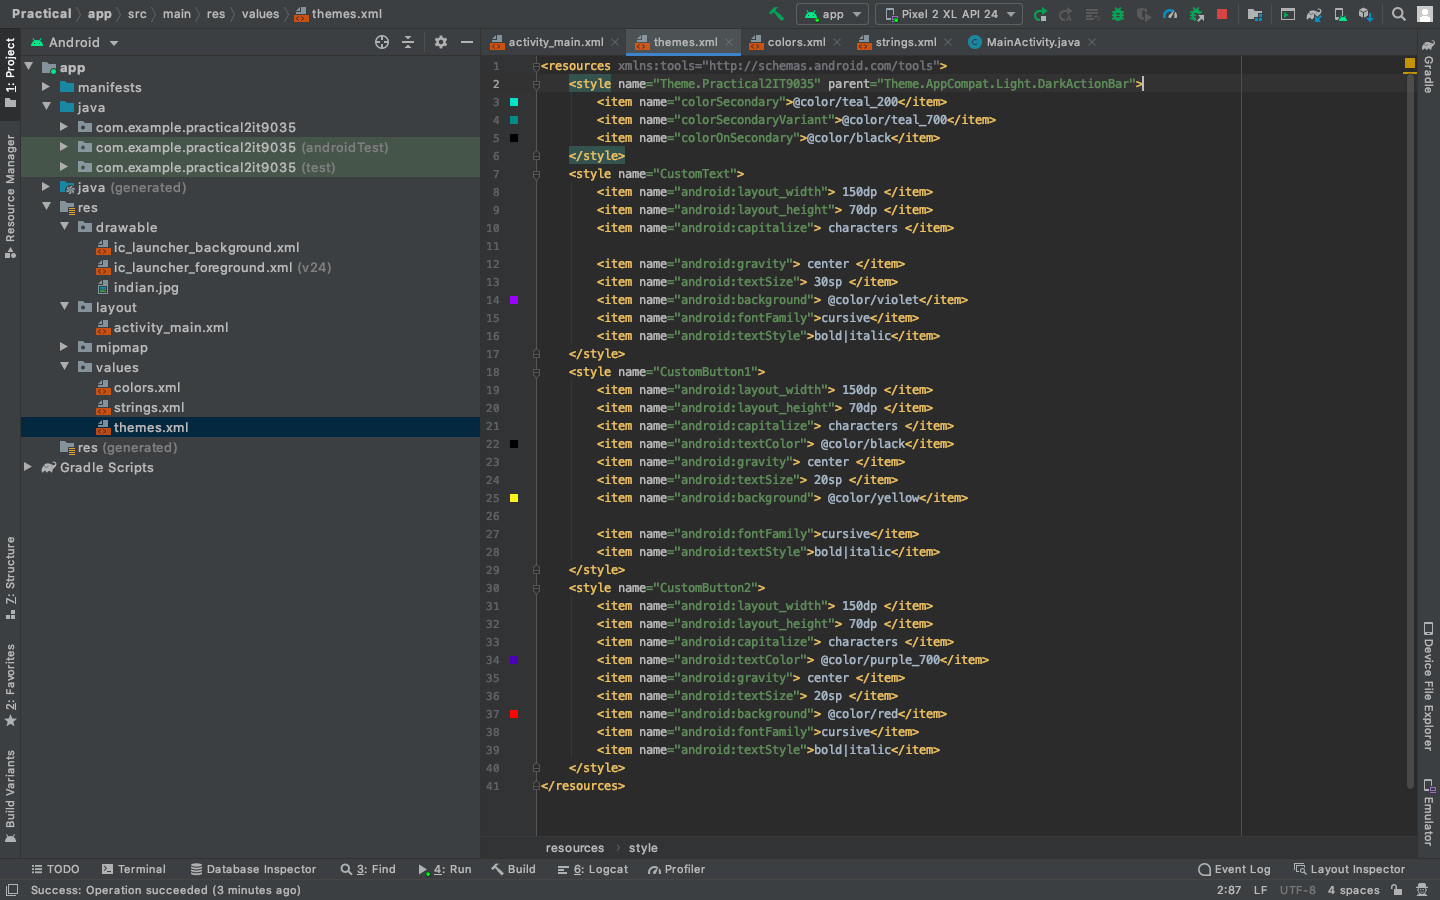 Practical app src main res values themes.xml
app Pixel 2 XL API 24
1: Project
Resource Manager
Z: Structure
2: Favorites
Build Variants
Android
app
manifests
java
com.example.practical2it9035
com.example.practical2it9035 (androidTest)
com.example.practical2it9035 (test)
java (generated)
res
drawable
ic_launcher_background.xml
ic_launcher_foreground.xml (v24)
indian.jpg
layout
activity_main.xml
mipmap
values
colors.xml
strings.xml
themes.xml
res (generated)
Gradle Scripts
activity_main.xml themes.xml colors.xml strings.xml MainActivity.java
1 <resources xmlns:tools="http://schemas.android.com/tools">
2 <style name="Theme.Practical2IT9035" parent="Theme.AppCompat.Light.DarkActionBar">
3 <item name="colorSecondary">@color/teal_200</item>
4 <item name="colorSecondaryVariant">@color/teal_700</item>
5 <item name="colorOnSecondary">@color/black</item>
6 </style>
7 <style name="CustomText">
8 <item name="android:layout_width"> 150dp </item>
9 <item name="android:layout_height"> 70dp </item>
10 <item name="android:capitalize"> characters </item>
11
12 <item name="android:gravity"> center </item>
13 <item name="android:textSize"> 30sp </item>
14 <item name="android:background"> @color/violet</item>
15 <item name="android:fontFamily">cursive</item>
16 <item name="android:textStyle">bold|italic</item>
17 </style>
18 <style name="CustomButton1">
19 <item name="android:layout_width"> 150dp </item>
20 <item name="android:layout_height"> 70dp </item>
21 <item name="android:capitalize"> characters </item>
22 <item name="android:textColor"> @color/black</item>
23 <item name="android:gravity"> center </item>
24 <item name="android:textSize"> 20sp </item>
25 <item name="android:background"> @color/yellow</item>
26
27 <item name="android:fontFamily">cursive</item>
28 <item name="android:textStyle">bold|italic</item>
29 </style>
30 <style name="CustomButton2">
31 <item name="android:layout_width"> 150dp </item>
32 <item name="android:layout_height"> 70dp </item>
33 <item name="android:capitalize"> characters </item>
34 <item name="android:textColor"> @color/purple_700</item>
35 <item name="android:gravity"> center </item>
36 <item name="android:textSize"> 20sp </item>
37 <item name="android:background"> @color/red</item>
38 <item name="android:fontFamily">cursive</item>
39 <item name="android:textStyle">bold|italic</item>
40 </style>
41 </resources>
resources › style
Gradle
Device File Explorer
Emulator
TODO Terminal Database Inspector 3: Find 4: Run Build 6: Logcat Profiler Event Log Layout Inspector
Success: Operation succeeded (3 minutes ago) 2:87 LF UTF-8 4 spaces